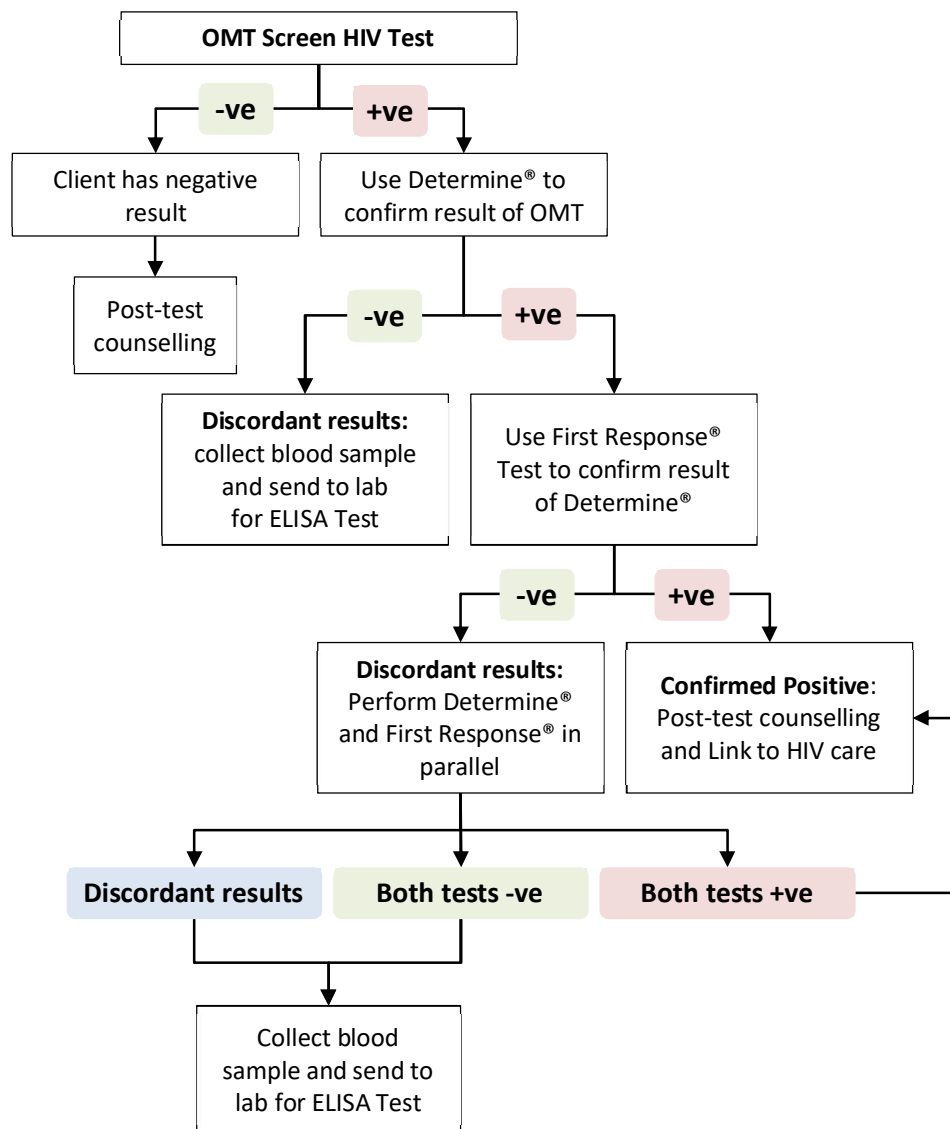 OMT Screen HIV Test
-ve
+ve
Client has negative
result
Use Determine® to
confirm result of OMT
Post-test
counselling
-ve
+ve
Discordant results:
collect blood sample
and send to lab
for ELISA Test
Use First Response®
Test to confirm result
of Determine®
-ve
+ve
Discordant results:
Perform Determine®
and First Response® in
parallel
Confirmed Positive:
Post-test counselling
and Link to HIV care
Discordant results
Both tests -ve
Both tests +ve
Collect blood
sample and send to
lab for ELISA Test